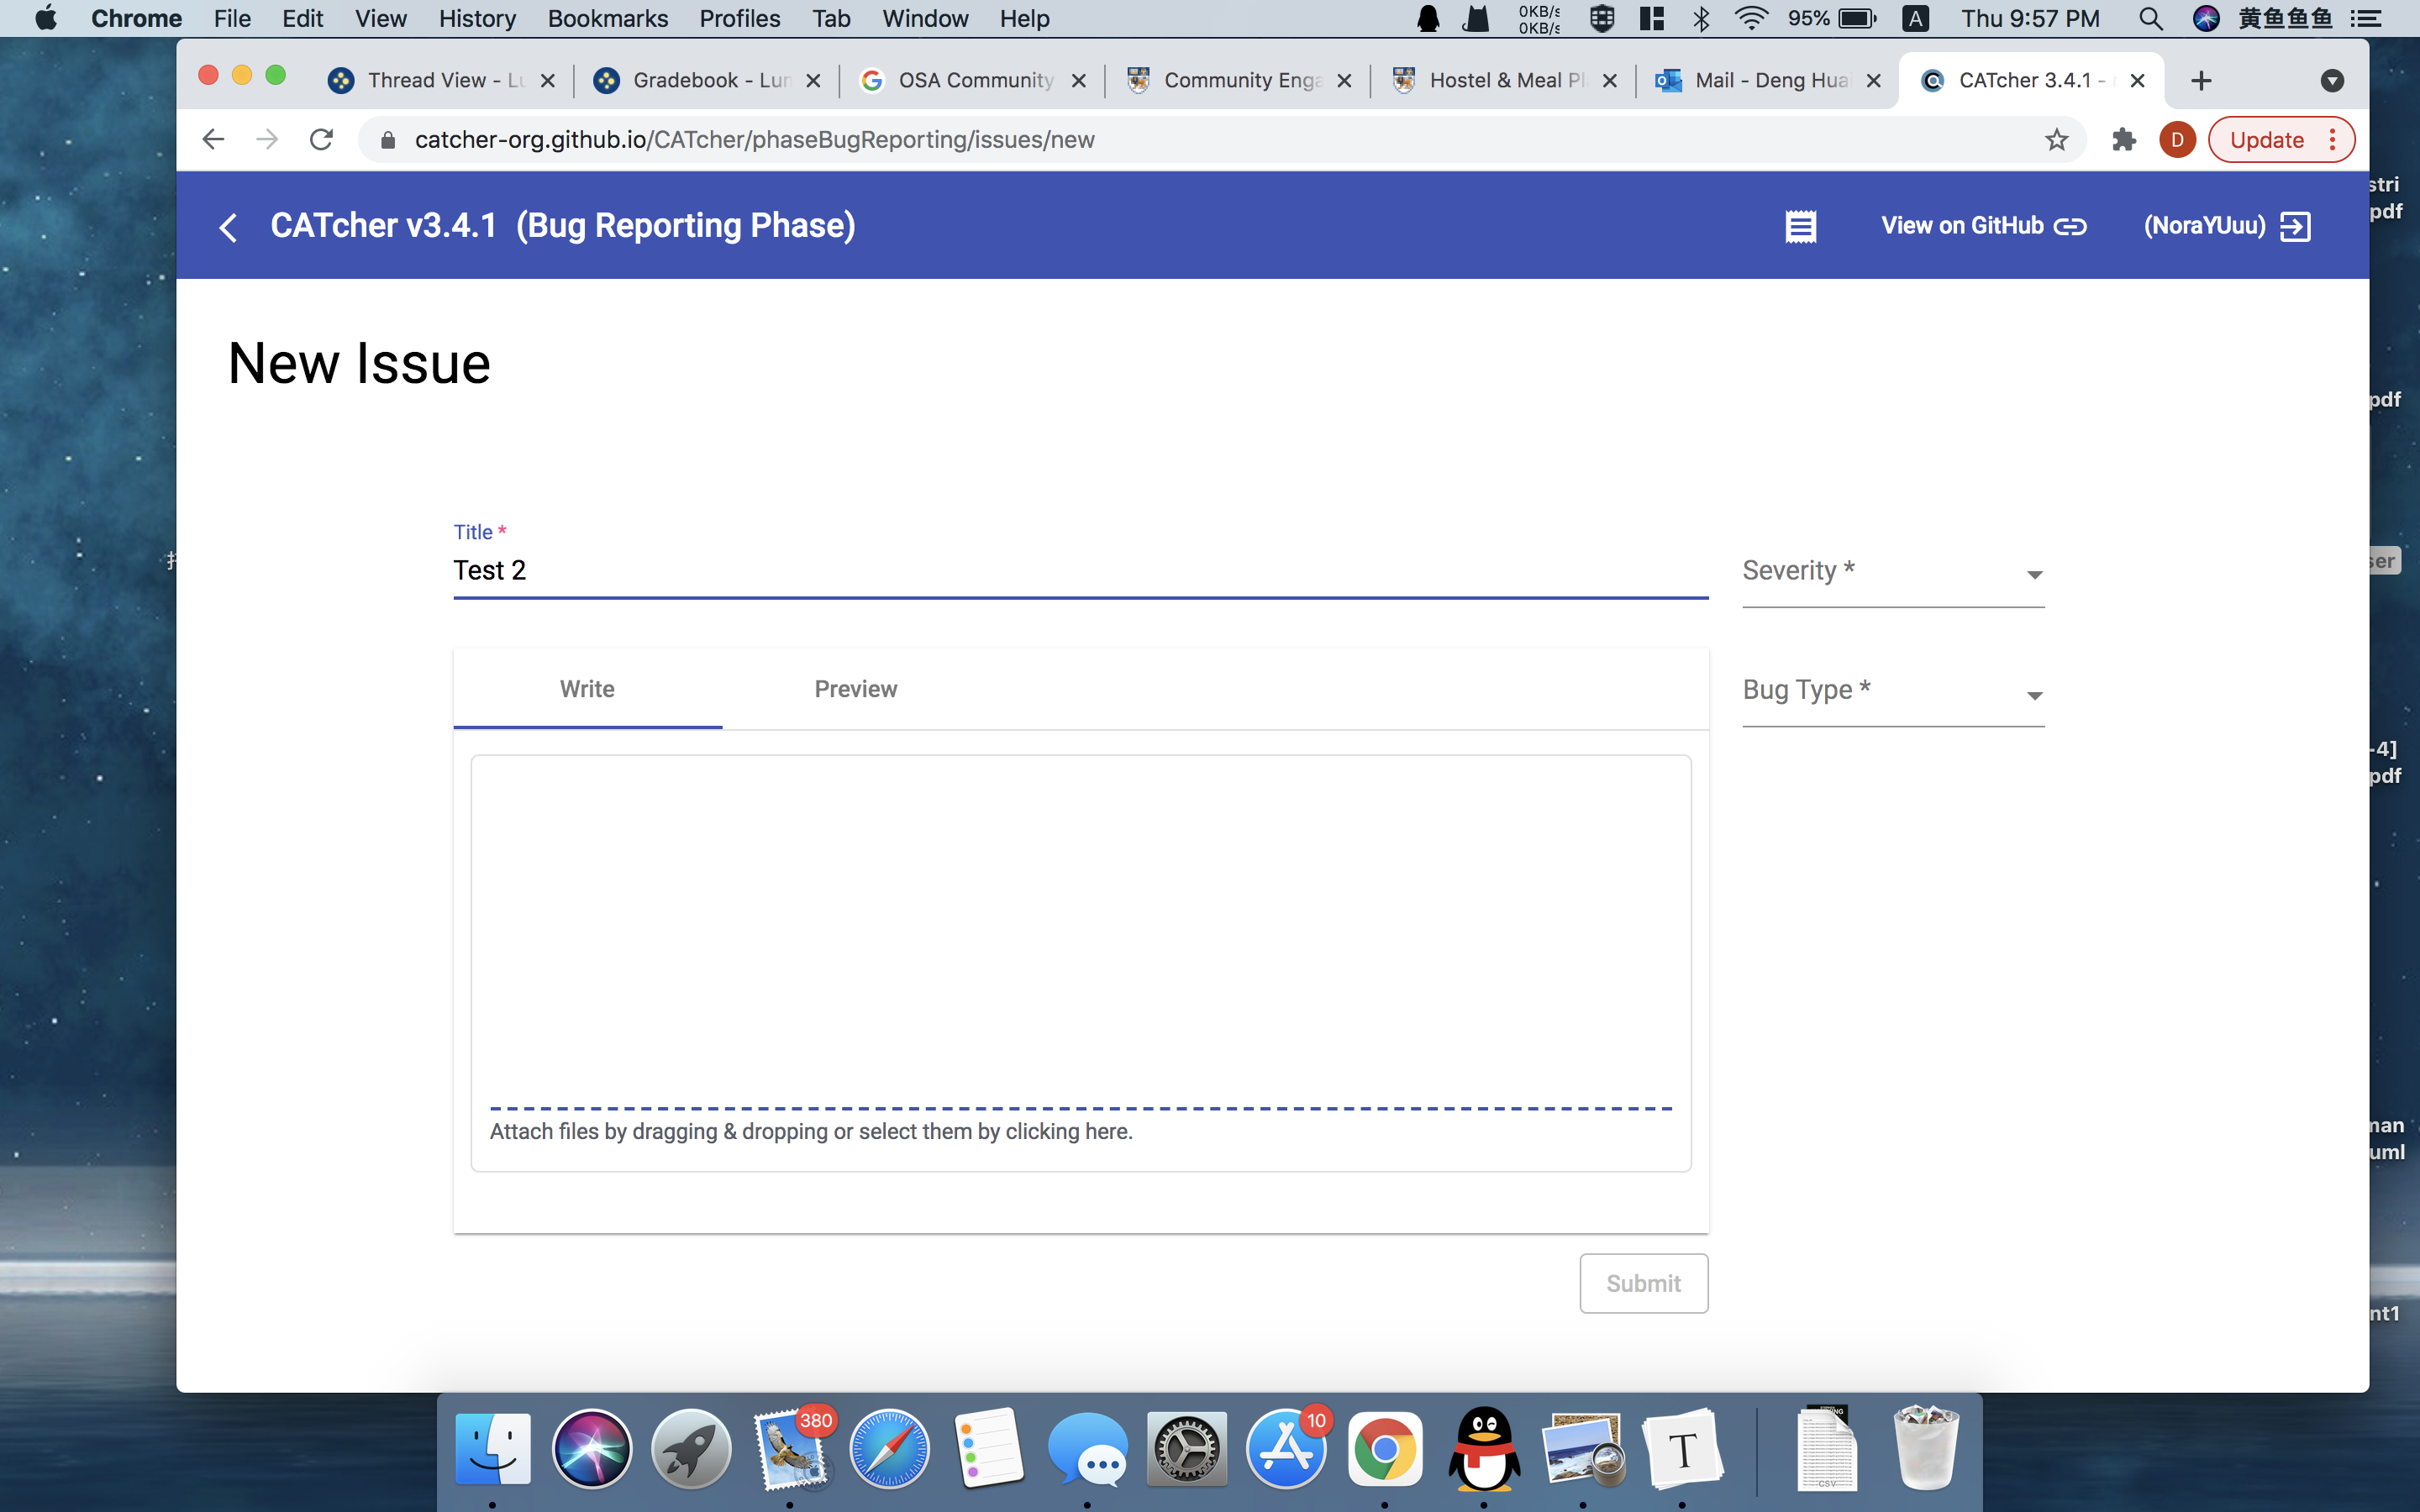 Chrome File Edit View History Bookmarks Profiles Tab Window Help 0KB/s 0KB/s 95% A Thu 9:57 PM 黄鱼鱼鱼
Thread View - Lu Gradebook - Lun OSA Community Community Enga Hostel & Meal Pl Mail - Deng Huai CATcher 3.4.1 -
catcher-org.github.io/CATcher/phaseBugReporting/issues/new D Update
CATcher v3.4.1 (Bug Reporting Phase) View on GitHub (NoraYUuu)
New Issue
Title *
Test 2
Severity *
Write Preview
Bug Type *
Attach files by dragging & dropping or select them by clicking here.
Submit
stri
pdf
pdf
ser
-4]
pdf
man
uml
nt1
380
10
T
CSV